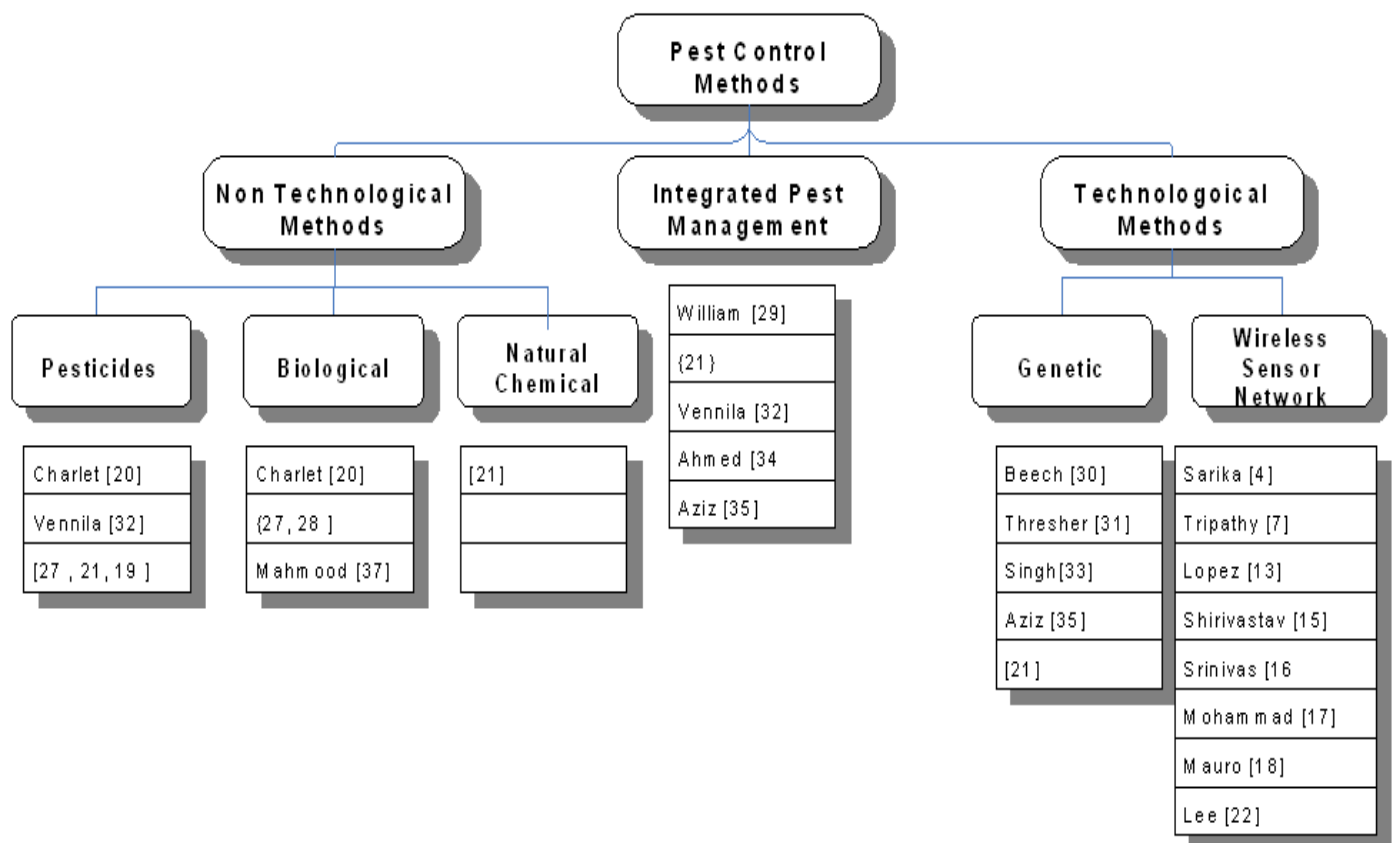 Pest Control
Methods
Non Technological
Methods
Integrated Pest
Management
Technologoical
Methods
Pesticides
Biological
Natural
Chemical
Genetic
Wireless
Sensor
Network
Charlet [20]
Vennila [32]
[27 , 21, 19 ]
Charlet [20]
{27, 28 ]
Mahmood [37]
[21]
William [29]
{21}
Vennila [32]
Ahmed [34
Aziz [35]
Beech [30]
Thresher [31]
Singh[33]
Aziz [35]
[21]
Sarika [4]
Tripathy [7]
Lopez [13]
Shirivastav [15]
Srinivas [16
Mohammad [17]
Mauro [18]
Lee [22]